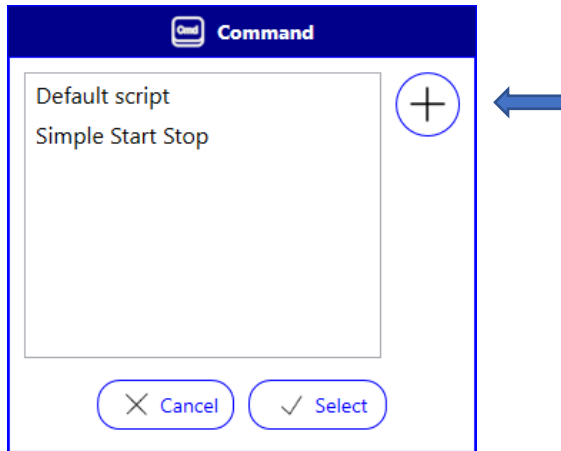 Cmd Command
Default script
Simple Start Stop
Cancel Select